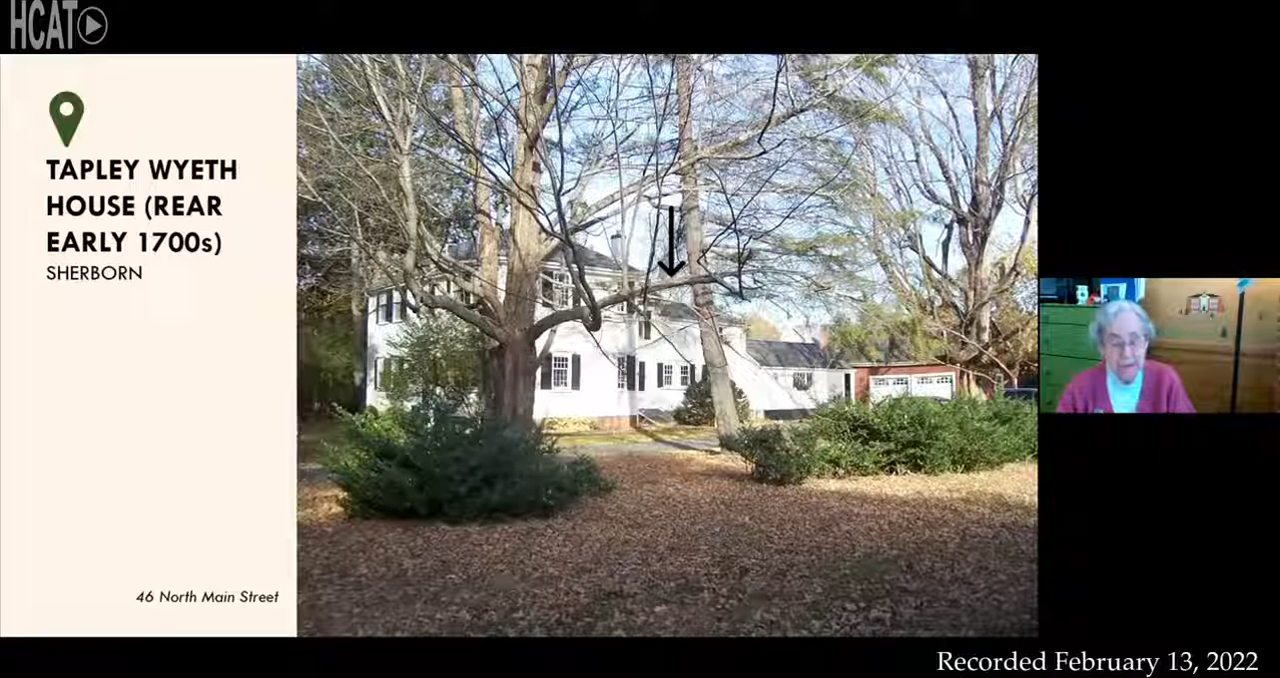 HCAT
TAPLEY WYETH
HOUSE (REAR
EARLY 1700s)
SHERBORN
46 North Main Street
Recorded February 13, 2022